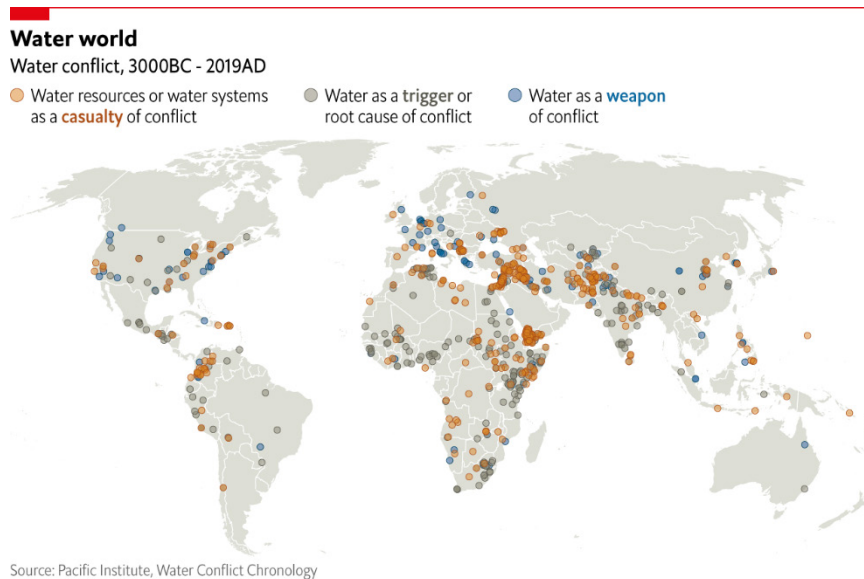 Water world
Water conflict, 3000BC - 2019AD
Water resources or water systems
as a casualty of conflict
Water as a trigger or
root cause of conflict
Water as a weapon
of conflict
Source: Pacific Institute, Water Conflict Chronology